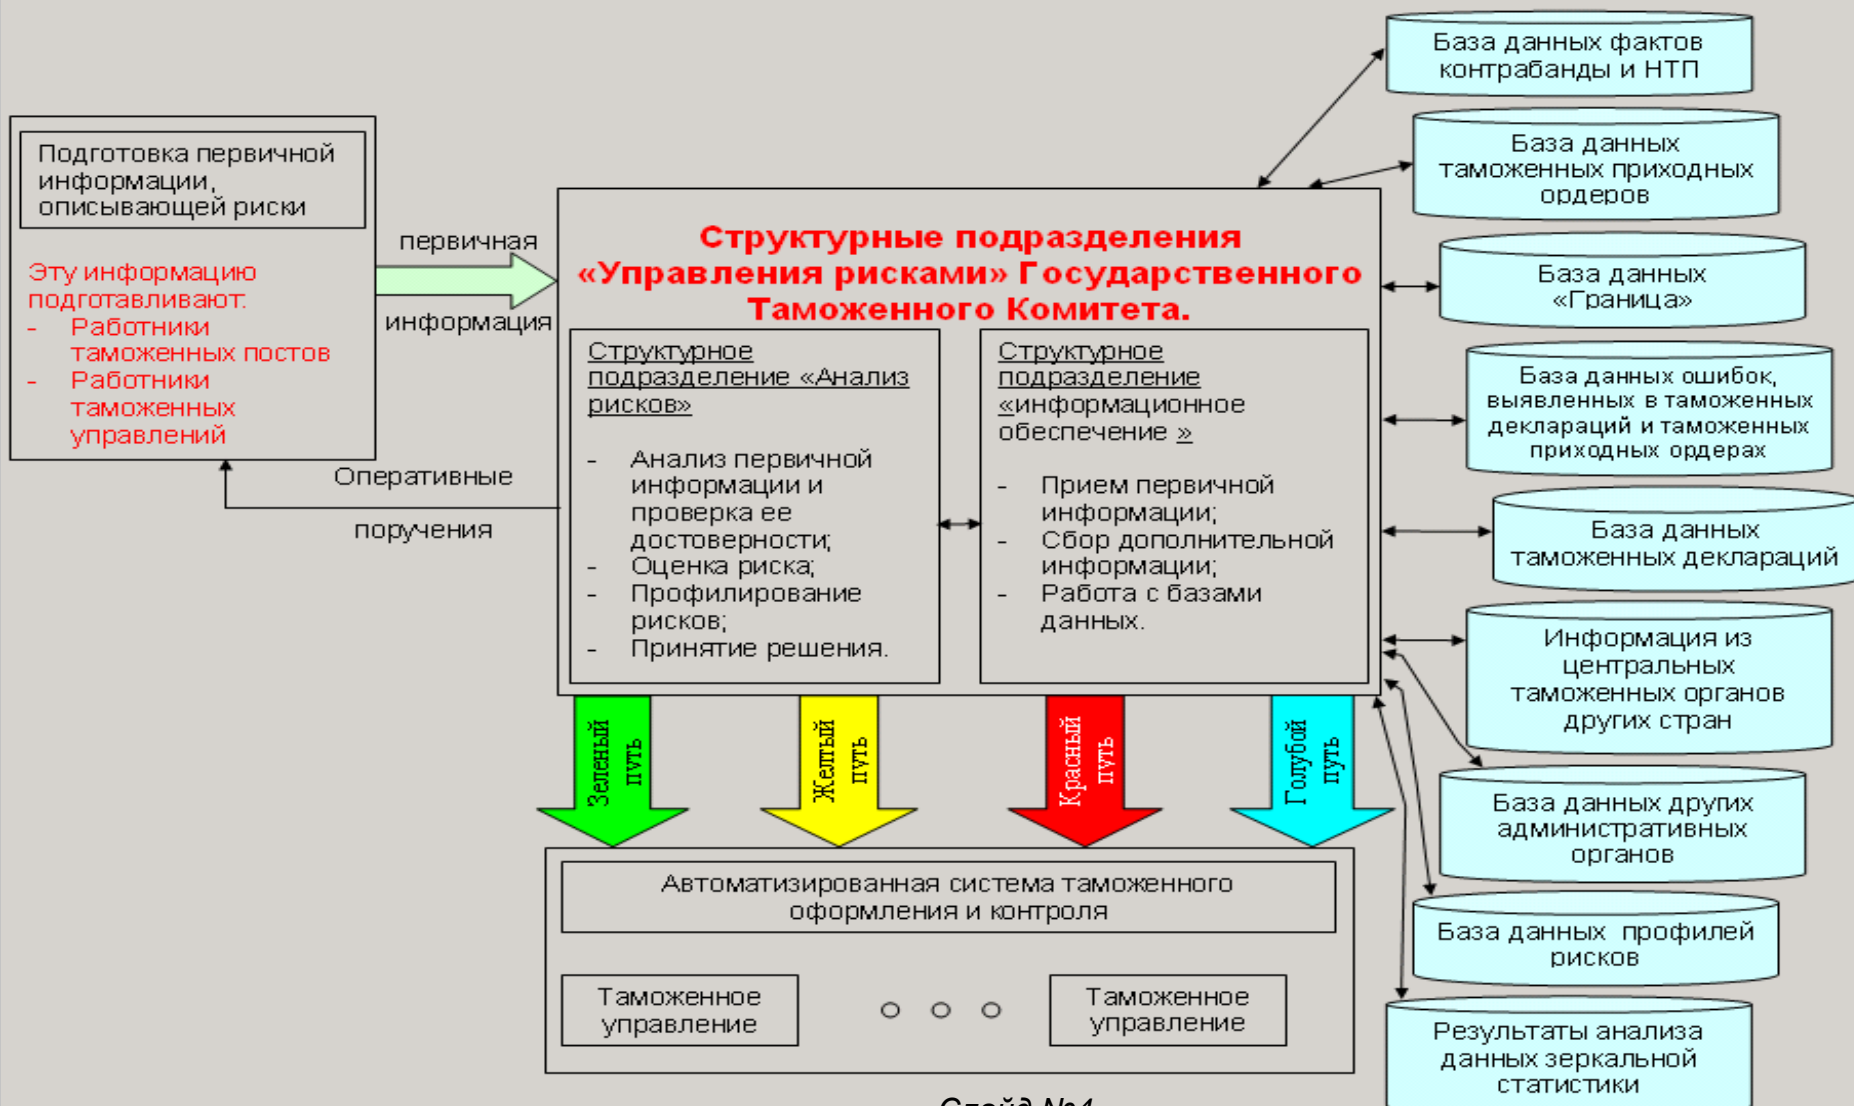 Подготовка первичной
информации,
описывающей риски
Эту информацию
подготавливают:
- Работники
таможенных постов
- Работники
таможенных
управлений
первичная
информация
Оперативные
поручения
Структурные подразделения
«Управления рисками» Государственного
Таможенного Комитета.
Структурное
подразделение «Анализ
рисков»
- Анализ первичной
информации и
проверка ее
достоверности;
- Оценка риска;
- Профилирование
рисков;
- Принятие решения.
Структурное
подразделение
«информационное
обеспечение »
- Прием первичной
информации;
- Сбор дополнительной
информации;
- Работа с базами
данных.
Зеленый
путь
Желтый
путь
Красный
путь
Голубой
путь
Автоматизированная система таможенного
оформления и контроля
Таможенное
управление
Таможенное
управление
База данных фактов
контрабанды и НТП
База данных
таможенных приходных
ордеров
База данных
«Граница»
База данных ошибок,
выявленных в таможенных
деклараций и таможенных
приходных ордерах
База данных
таможенных деклараций
Информация из
центральных
таможенных органов
других стран
База данных других
административных
органов
База данных профилей
рисков
Результаты анализа
данных зеркальной
статистики
Слайд №4